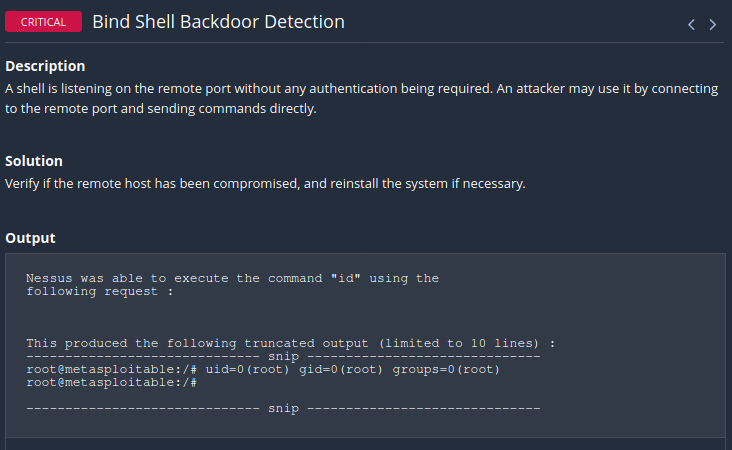 CRITICAL Bind Shell Backdoor Detection
Description
A shell is listening on the remote port without any authentication being required. An attacker may use it by connecting
to the remote port and sending commands directly.
Solution
Verify if the remote host has been compromised, and reinstall the system if necessary.
Output
Nessus was able to execute the command "id" using the
following request :
This produced the following truncated output (limited to 10 lines) :
------------------------------ snip ------------------------------
root@metasploitable:/# uid=0(root) gid=0(root) groups=0(root)
root@metasploitable:/#
------------------------------ snip ------------------------------